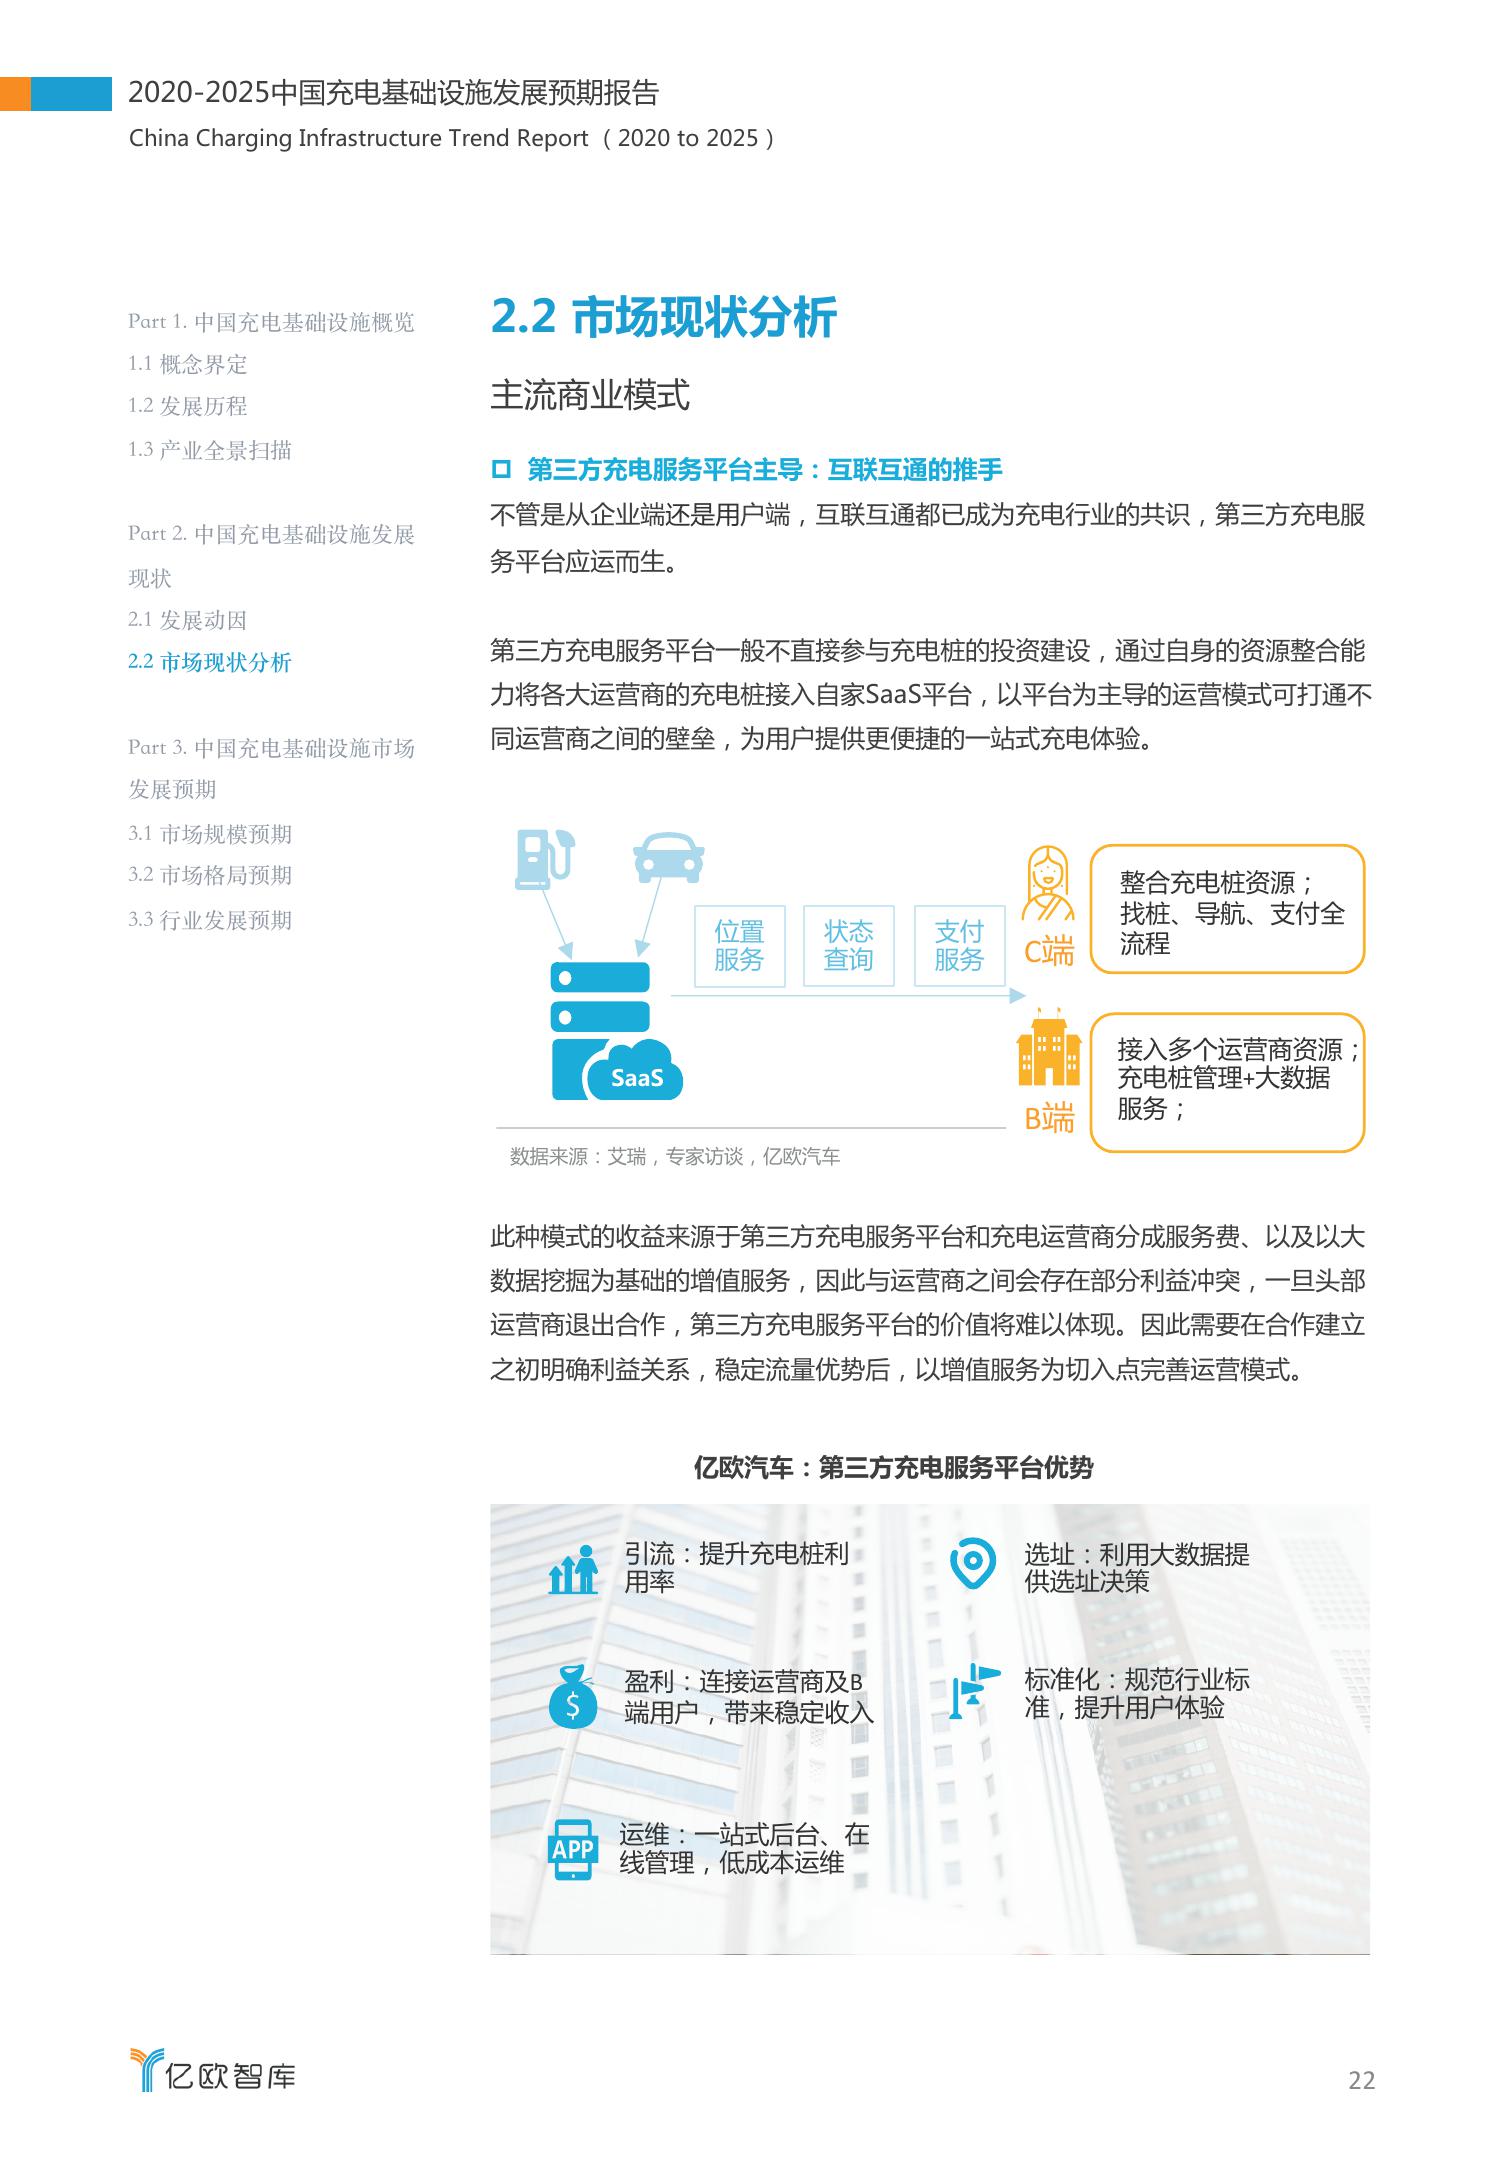 2020-2025中国充电基础设施发展预期报告
China Charging Infrastructure Trend Report （2020 to 2025）
Part 1. 中国充电基础设施概览
1.1 概念界定
1.2 发展历程
1.3 产业全景扫描
Part 2. 中国充电基础设施发展
现状
2.1 发展动因
2.2 市场现状分析
Part 3. 中国充电基础设施市场
发展预期
3.1 市场规模预期
3.2 市场格局预期
3.3 行业发展预期
2.2 市场现状分析
主流商业模式
第三方充电服务平台主导：互联互通的推手
不管是从企业端还是用户端，互联互通都已成为充电行业的共识，第三方充电服
务平台应运而生。
第三方充电服务平台一般不直接参与充电桩的投资建设，通过自身的资源整合能
力将各大运营商的充电桩接入自家SaaS平台，以平台为主导的运营模式可打通不
同运营商之间的壁垒，为用户提供更便捷的一站式充电体验。
SaaS
位置
服务
状态
查询
支付
服务
C端
整合充电桩资源；
找桩、导航、支付全
流程
B端
接入多个运营商资源；
充电桩管理+大数据
服务；
数据来源：艾瑞，专家访谈，亿欧汽车
此种模式的收益来源于第三方充电服务平台和充电运营商分成服务费、以及以大
数据挖掘为基础的增值服务，因此与运营商之间会存在部分利益冲突，一旦头部
运营商退出合作，第三方充电服务平台的价值将难以体现。因此需要在合作建立
之初明确利益关系，稳定流量优势后，以增值服务为切入点完善运营模式。
亿欧汽车：第三方充电服务平台优势
引流：提升充电桩利
用率
选址：利用大数据提
供选址决策
$
盈利：连接运营商及B
端用户，带来稳定收入
标准化：规范行业标
准，提升用户体验
APP
运维：一站式后台、在
线管理，低成本运维
亿欧智库
22